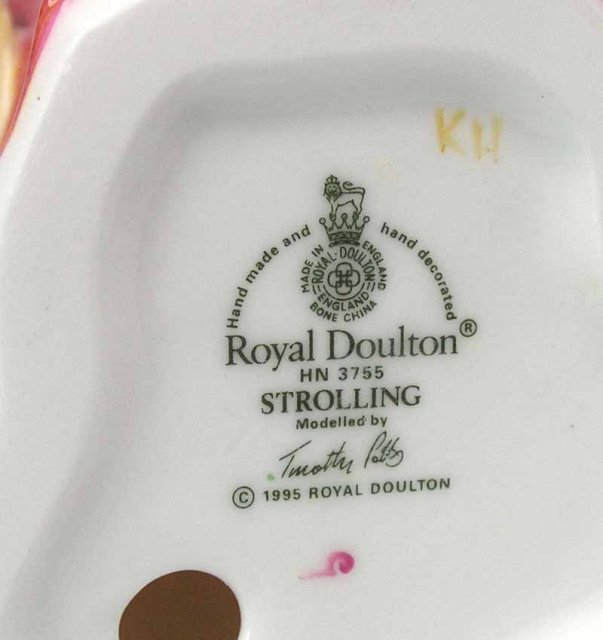 KH
Hand made and hand decorated
MADE IN ENGLAND
ROYAL-DOULTON
ENGLAND
BONE CHINA
Royal Doulton®
HN 3755
STROLLING
Modelled by
Timothy Potts
© 1995 ROYAL DOULTON